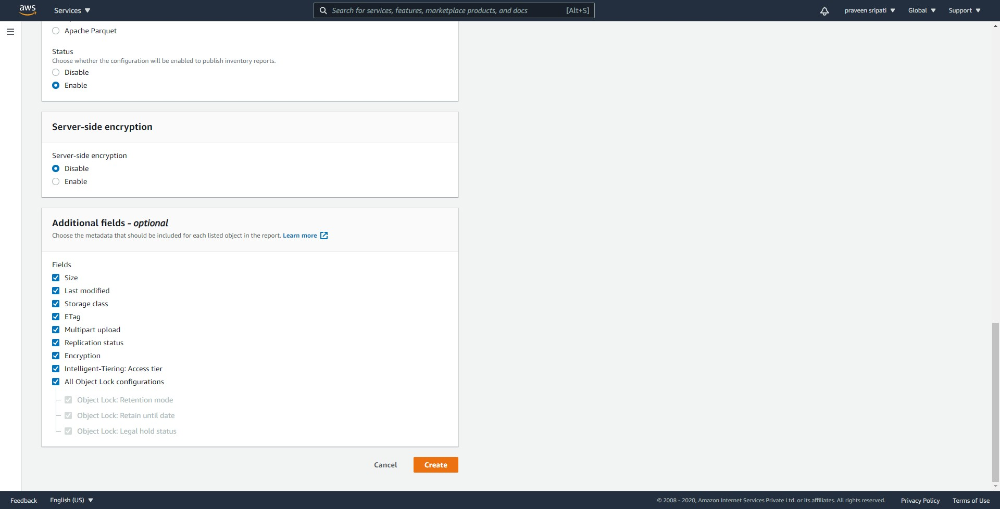 aws
Services
Search for services, features, marketplace products, and docs [Alt+S]
praveen sripati
Global
Support
Apache Parquet
Status
Choose whether the configuration will be enabled to publish inventory reports.
Disable
Enable
Server-side encryption
Server-side encryption
Disable
Enable
Additional fields - optional
Choose the metadata that should be included for each listed object in the report. Learn more
Fields
Size
Last modified
Storage class
ETag
Multipart upload
Replication status
Encryption
Intelligent-Tiering: Access tier
All Object Lock configurations
Object Lock: Retention mode
Object Lock: Retain until date
Object Lock: Legal hold status
Cancel
Create
Feedback
English (US)
© 2008 - 2020, Amazon Internet Services Private Ltd. or its affiliates. All rights reserved.
Privacy Policy
Terms of Use